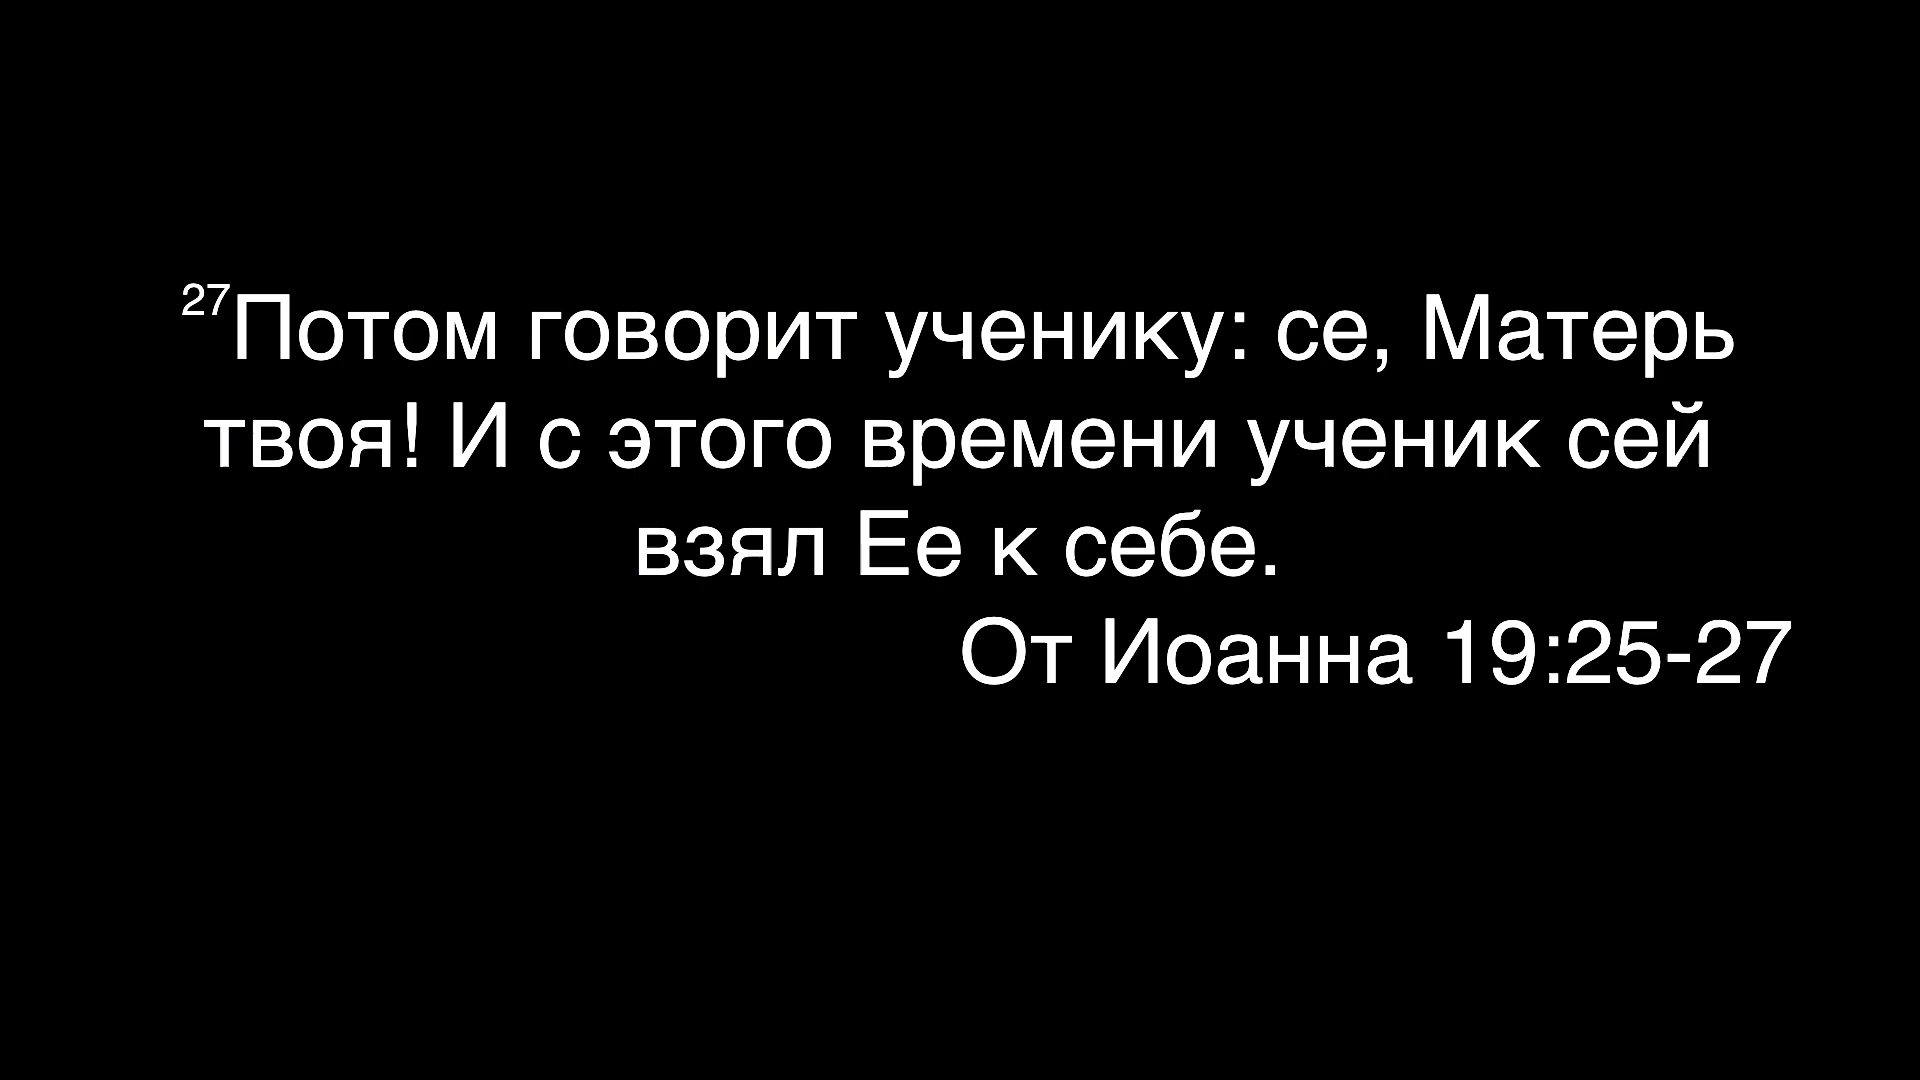 27Потом говорит ученику: се, Матерь
твоя! И с этого времени ученик сей
взял Ее к себе.
От Иоанна 19:25-27